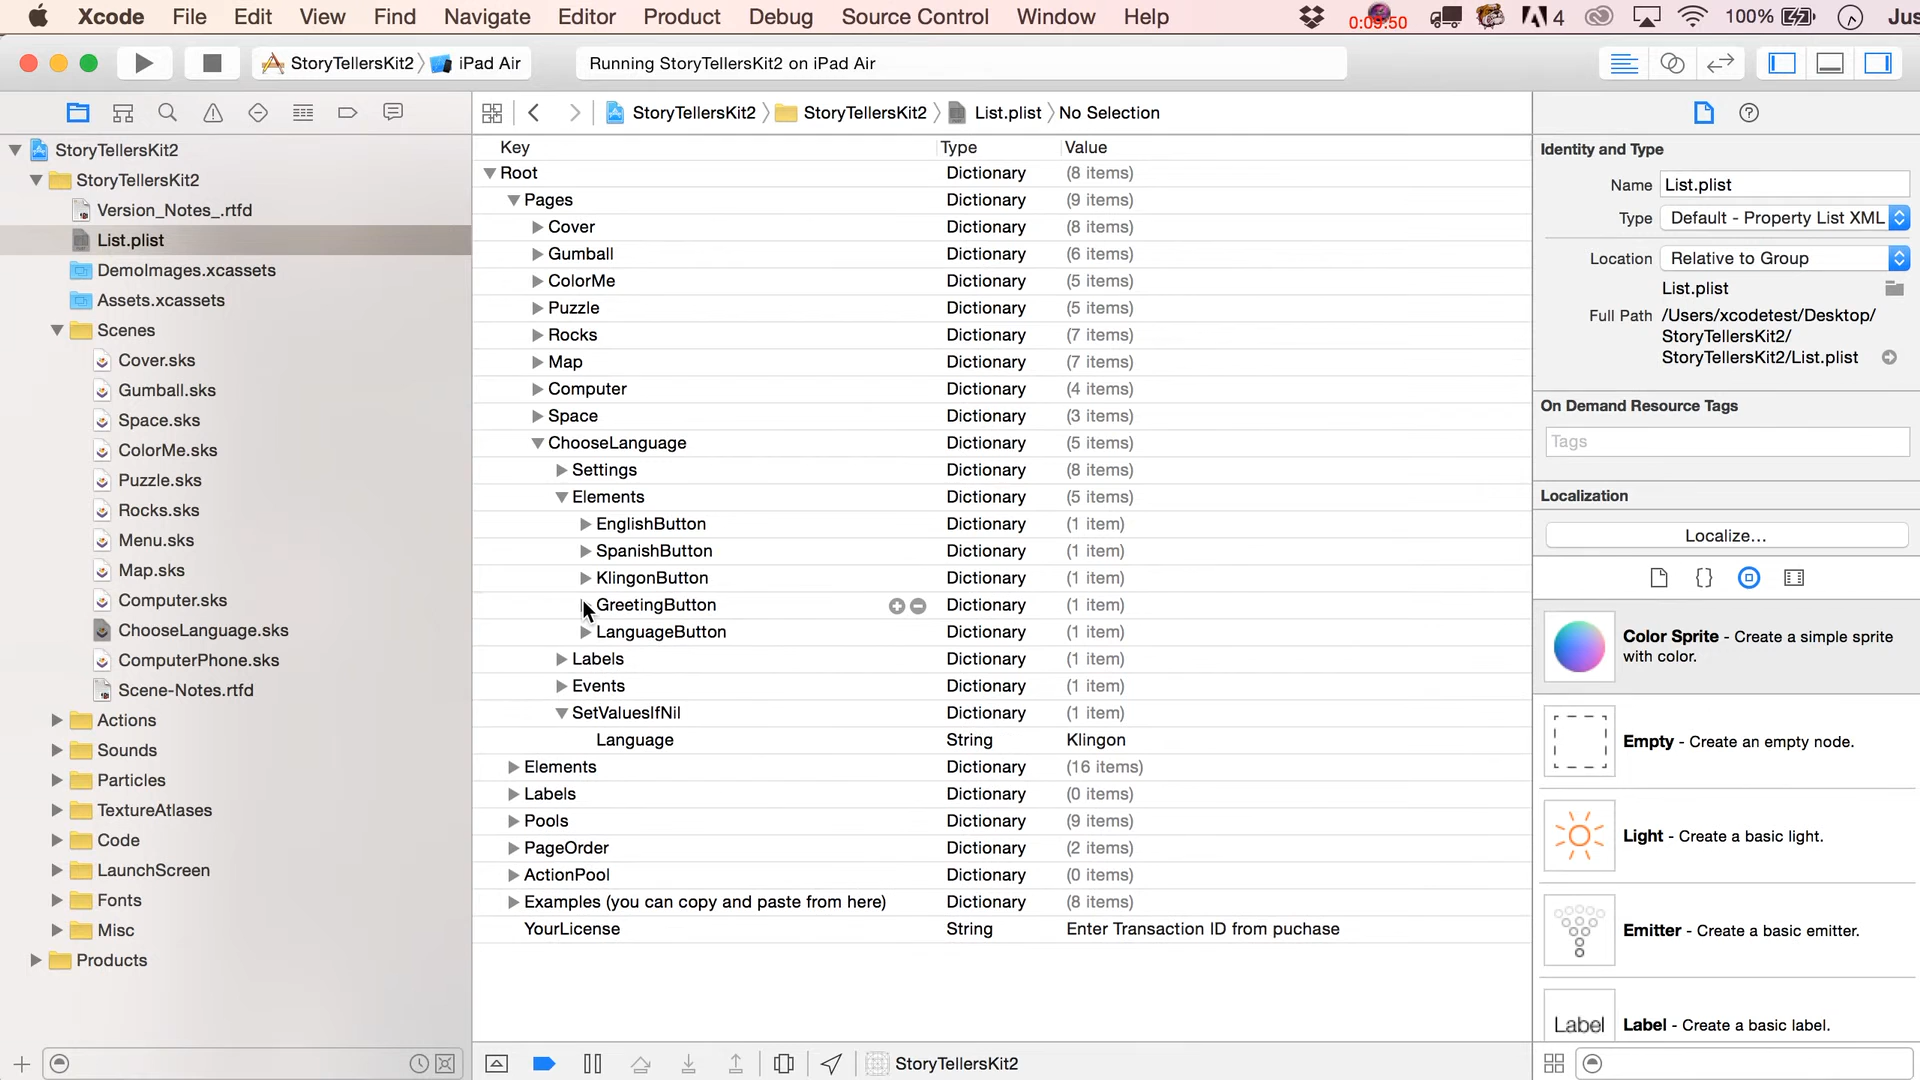 Xcode File Edit View Find Navigate Editor Product Debug Source Control Window Help 0:09:50 4 100% Jus
StoryTellersKit2 iPad Air Running StoryTellersKit2 on iPad Air
StoryTellersKit2 StoryTellersKit2 List.plist No Selection
StoryTellersKit2
StoryTellersKit2
Version_Notes_.rtfd
List.plist
DemoImages.xcassets
Assets.xcassets
Scenes
Cover.sks
Gumball.sks
Space.sks
ColorMe.sks
Puzzle.sks
Rocks.sks
Menu.sks
Map.sks
Computer.sks
ChooseLanguage.sks
ComputerPhone.sks
Scene-Notes.rtfd
Actions
Sounds
Particles
TextureAtlases
Code
LaunchScreen
Fonts
Misc
Products
Key Type Value
Root Dictionary (8 items)
Pages Dictionary (9 items)
Cover Dictionary (8 items)
Gumball Dictionary (6 items)
ColorMe Dictionary (5 items)
Puzzle Dictionary (5 items)
Rocks Dictionary (7 items)
Map Dictionary (7 items)
Computer Dictionary (4 items)
Space Dictionary (3 items)
ChooseLanguage Dictionary (5 items)
Settings Dictionary (8 items)
Elements Dictionary (5 items)
EnglishButton Dictionary (1 item)
SpanishButton Dictionary (1 item)
KlingonButton Dictionary (1 item)
GreetingButton Dictionary (1 item)
LanguageButton Dictionary (1 item)
Labels Dictionary (1 item)
Events Dictionary (1 item)
SetValuesIfNil Dictionary (1 item)
Language String Klingon
Elements Dictionary (16 items)
Labels Dictionary (0 items)
Pools Dictionary (9 items)
PageOrder Dictionary (2 items)
ActionPool Dictionary (0 items)
Examples (you can copy and paste from here) Dictionary (8 items)
YourLicense String Enter Transaction ID from puchase
StoryTellersKit2
Identity and Type
Name List.plist
Type Default - Property List XML
Location Relative to Group
List.plist
Full Path /Users/xcodetest/Desktop/
StoryTellersKit2/
StoryTellersKit2/List.plist
On Demand Resource Tags
Tags
Localization
Localize...
Color Sprite - Create a simple sprite
with color.
Empty - Create an empty node.
Light - Create a basic light.
Emitter - Create a basic emitter.
Label Label - Create a basic label.